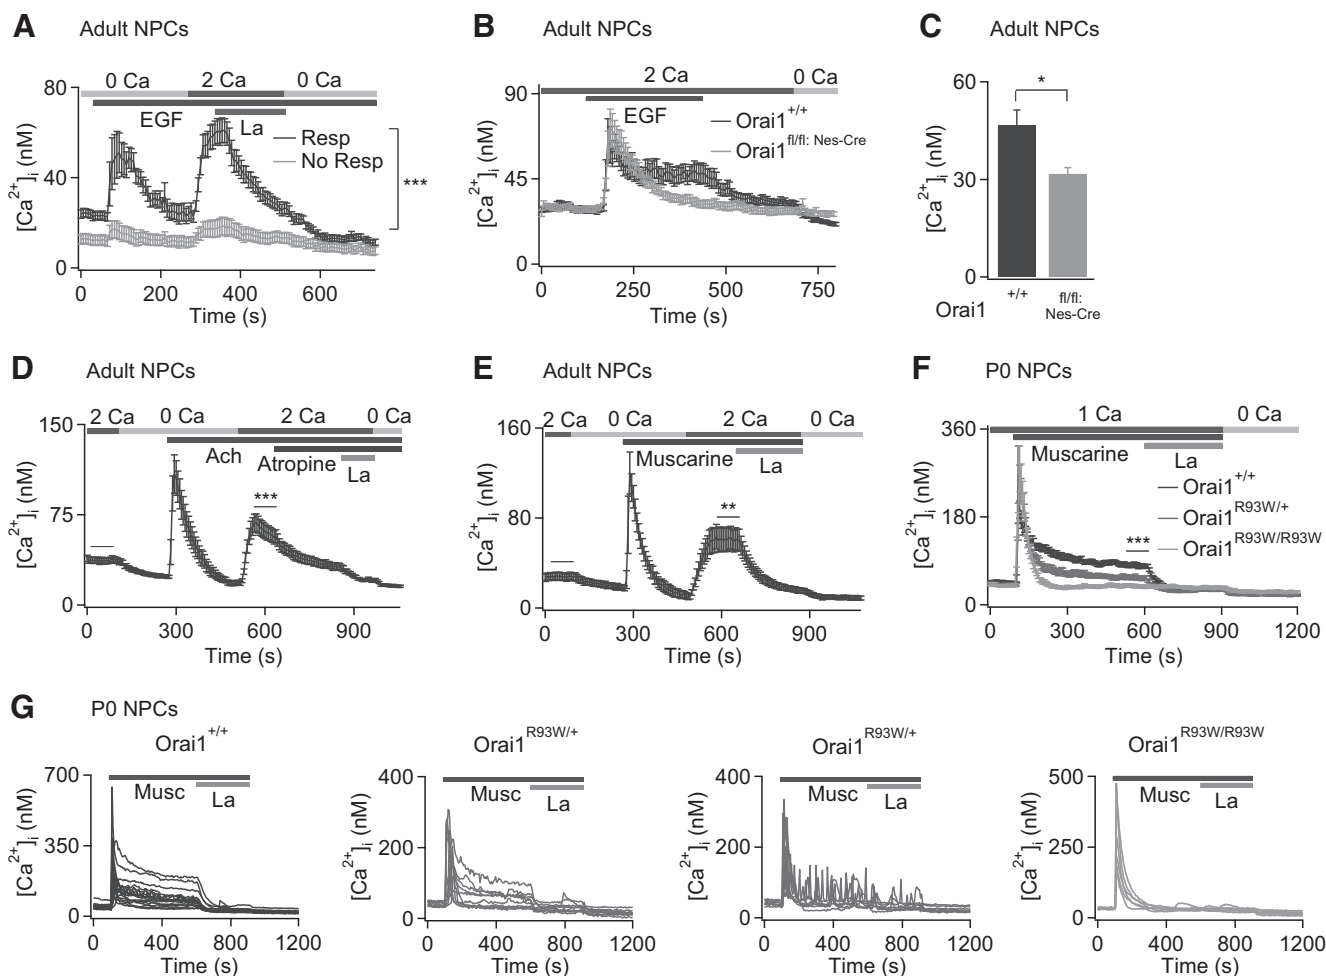 A Adult NPCs
0 Ca 2 Ca 0 Ca
EGF La
Resp
No Resp
***
[Ca2+]i (nM)
80
40
0
0 200 400 600
Time (s)
B Adult NPCs
2 Ca 0 Ca
EGF
Orai1+/+
Orai1fl/fl: Nes-Cre
[Ca2+]i (nM)
90
45
0
0 250 500 750
Time (s)
C Adult NPCs
*
[Ca2+]i (nM)
60
30
0
Orai1 +/+ fl/fl:
Nes-Cre
D Adult NPCs
2 Ca 0 Ca 2 Ca 0 Ca
Ach Atropine
La
***
[Ca2+]i (nM)
150
75
0
0 300 600 900
Time (s)
E Adult NPCs
2 Ca 0 Ca 2 Ca 0 Ca
Muscarine La
**
[Ca2+]i (nM)
160
80
0
0 300 600 900
Time (s)
F P0 NPCs
1 Ca 0 Ca
Muscarine La
Orai1+/+
Orai1R93W/+
Orai1R93W/R93W
***
[Ca2+]i (nM)
360
180
0
0 300 600 900 1200
Time (s)
G P0 NPCs
Orai1+/+
Musc La
[Ca2+]i (nM)
700
350
0
0 400 800 1200
Time (s)
Orai1R93W/+
Musc La
[Ca2+]i (nM)
400
200
0
0 400 800 1200
Time (s)
Orai1R93W/+
Musc La
[Ca2+]i (nM)
400
200
0
0 400 800 1200
Time (s)
Orai1R93W/R93W
Musc La
[Ca2+]i (nM)
500
250
0
0 400 800 1200
Time (s)